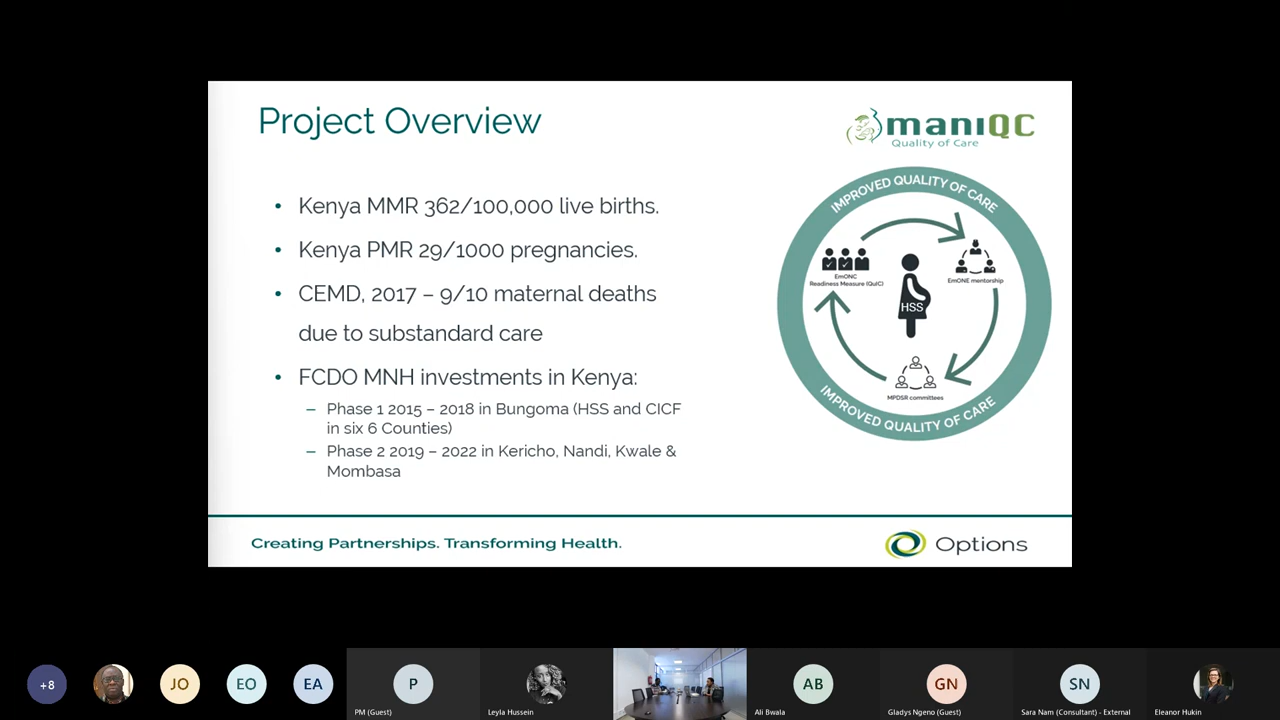 Project Overview
maniQC
Quality of Care
• Kenya MMR 362/100,000 live births.
• Kenya PMR 29/1000 pregnancies.
• CEMD, 2017 – 9/10 maternal deaths
due to substandard care
• FCDO MNH investments in Kenya:
– Phase 1 2015 – 2018 in Bungoma (HSS and CICF
in six 6 Counties)
– Phase 2 2019 – 2022 in Kericho, Nandi, Kwale &
Mombasa
IMPROVED QUALITY OF CARE
EmONC
Readiness Measure (QuIC)
EmONE mentorship
HSS
MPDSR committees
IMPROVED QUALITY OF CARE
Creating Partnerships. Transforming Health.
Options
+8
JO
EO
EA
P
PM (Guest)
Leyla Hussein
AB
Ali Bwala
GN
Gladys Ngeno (Guest)
SN
Sara Nam (Consultant) - External
Eleanor Hukin